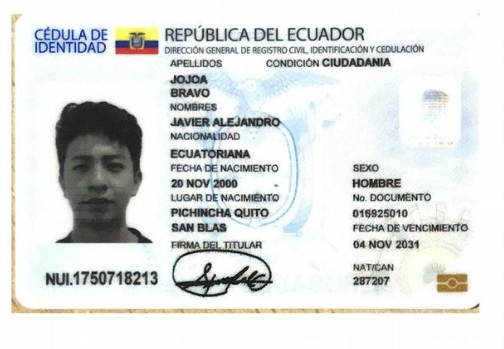 CÉDULA DE IDENTIDAD
REPÚBLICA DEL ECUADOR
DIRECCIÓN GENERAL DE REGISTRO CIVIL, IDENTIFICACIÓN Y CEDULACIÓN
APELLIDOS CONDICIÓN CIUDADANIA
JOJOA
BRAVO
NOMBRES
JAVIER ALEJANDRO
NACIONALIDAD
ECUATORIANA
FECHA DE NACIMIENTO SEXO
20 NOV 2000 HOMBRE
LUGAR DE NACIMIENTO No. DOCUMENTO
PICHINCHA QUITO 016925010
SAN BLAS FECHA DE VENCIMIENTO
FIRMA DEL TITULAR 04 NOV 2031
NAT/CAN
NUI.1750718213 287207